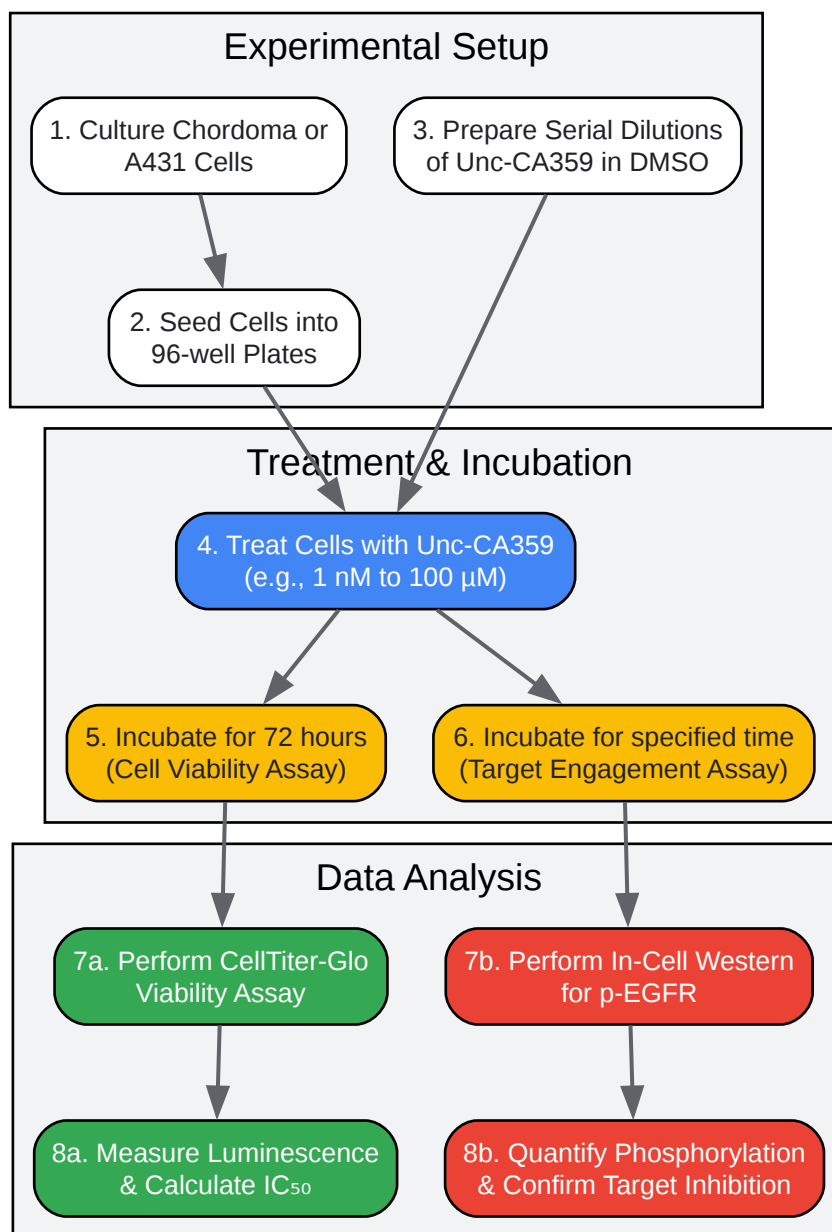 Experimental Setup
1. Culture Chordoma or
A431 Cells
3. Prepare Serial Dilutions
of Unc-CA359 in DMSO
2. Seed Cells into
96-well Plates
Treatment & Incubation
4. Treat Cells with Unc-CA359
(e.g., 1 nM to 100 µM)
5. Incubate for 72 hours
(Cell Viability Assay)
6. Incubate for specified time
(Target Engagement Assay)
Data Analysis
7a. Perform CellTiter-Glo
Viability Assay
7b. Perform In-Cell Western
for p-EGFR
8a. Measure Luminescence
& Calculate IC₅₀
8b. Quantify Phosphorylation
& Confirm Target Inhibition